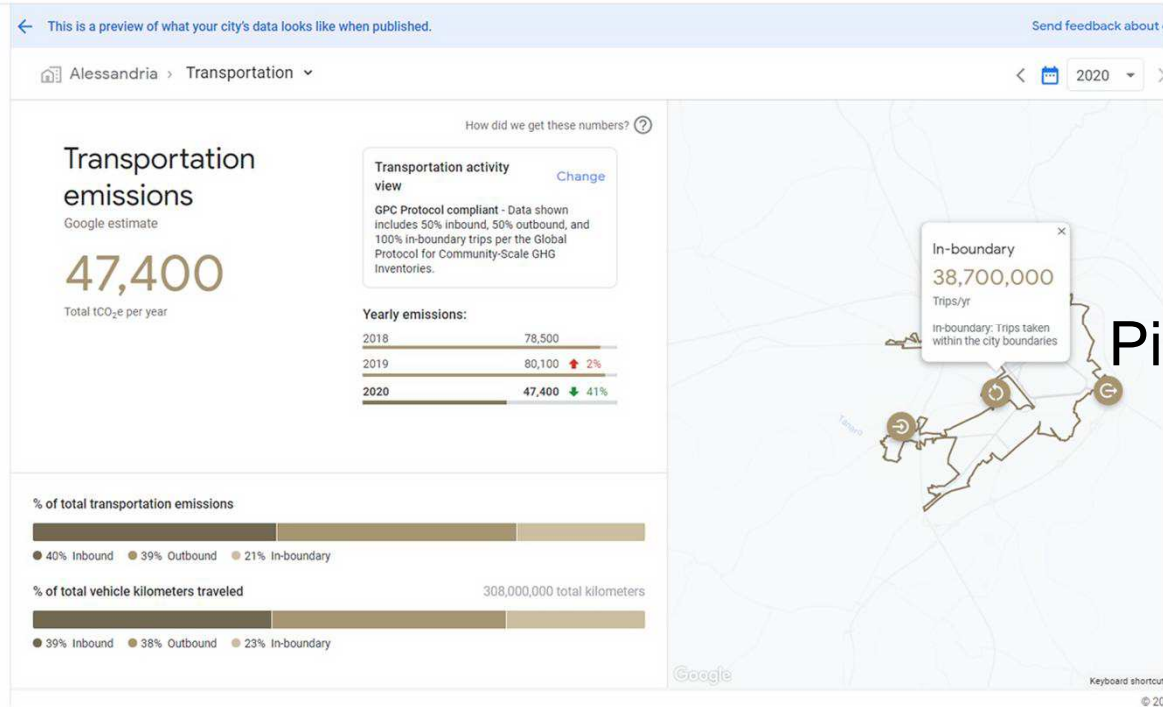 This is a preview of what your city's data looks like when published.
Send feedback about
Alessandria › Transportation
2020
How did we get these numbers? ?
Transportation
emissions
Google estimate
47,400
Total tCO₂e per year
Transportation activity
view
Change
GPC Protocol compliant - Data shown
includes 50% inbound, 50% outbound, and
100% in-boundary trips per the Global
Protocol for Community-Scale GHG
Inventories.
Yearly emissions:
2018 78,500
2019 80,100 2%
2020 47,400 41%
% of total transportation emissions
40% Inbound 39% Outbound 21% In-boundary
% of total vehicle kilometers traveled 308,000,000 total kilometers
39% Inbound 38% Outbound 23% In-boundary
In-boundary
38,700,000
Trips/yr
In-boundary: Trips taken
within the city boundaries
Pi
Tanaro
Google
Keyboard shortcut
© 20